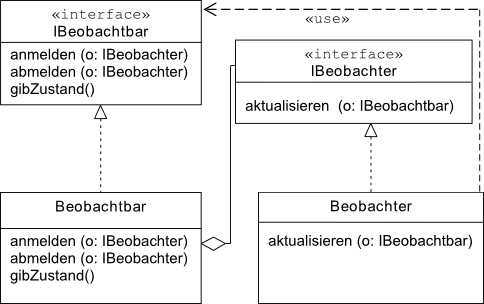 «interface»
IBeobachtbar
anmelden (o: IBeobachter)
abmelden (o: IBeobachter)
gibZustand()
«use»
«interface»
IBeobachter
aktualisieren (o: IBeobachtbar)
Beobachtbar
anmelden (o: IBeobachter)
abmelden (o: IBeobachter)
gibZustand()
Beobachter
aktualisieren (o: IBeobachtbar)